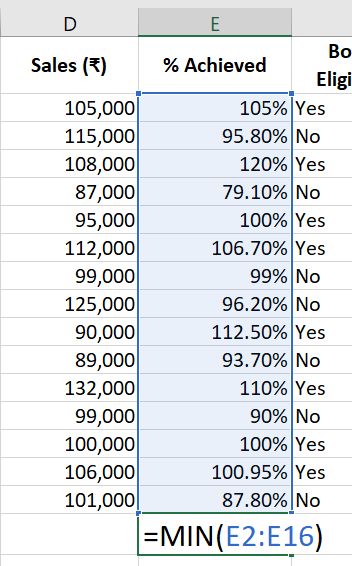 D E
Sales (₹) % Achieved Bo
Eligi
105,000 105% Yes
115,000 95.80% No
108,000 120% Yes
87,000 79.10% No
95,000 100% Yes
112,000 106.70% Yes
99,000 99% No
125,000 96.20% No
90,000 112.50% Yes
89,000 93.70% No
132,000 110% Yes
99,000 90% No
100,000 100% Yes
106,000 100.95% Yes
101,000 87.80% No
=MIN(E2:E16)